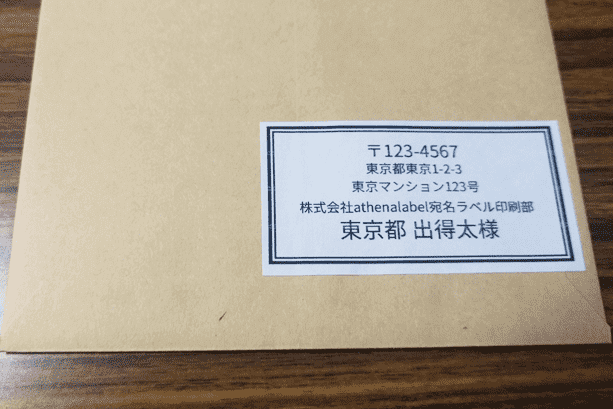 〒123-4567
東京都東京1-2-3
東京マンション123号
株式会社athenalabel宛名ラベル印刷部
東京都 出得太様